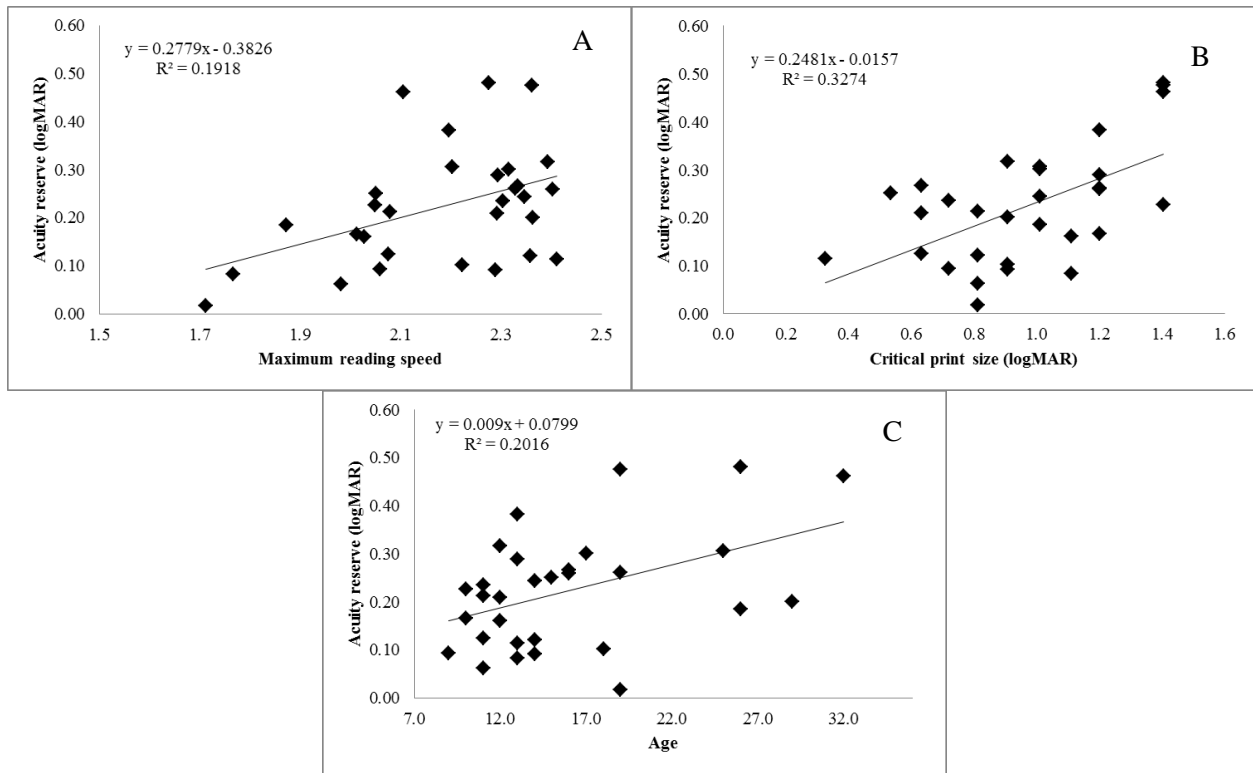 A
y = 0.2779x - 0.3826
R² = 0.1918
Acuity reserve (logMAR)
0.60
0.50
0.40
0.30
0.20
0.10
0.00
1.5 1.7 1.9 2.1 2.3 2.5
Maximum reading speed
B
y = 0.2481x - 0.0157
R² = 0.3274
Acuity reserve (logMAR)
0.60
0.50
0.40
0.30
0.20
0.10
0.00
0.0 0.2 0.4 0.6 0.8 1.0 1.2 1.4 1.6
Critical print size (logMAR)
C
y = 0.009x + 0.0799
R² = 0.2016
Acuity reserve (logMAR)
0.60
0.50
0.40
0.30
0.20
0.10
0.00
7.0 12.0 17.0 22.0 27.0 32.0
Age